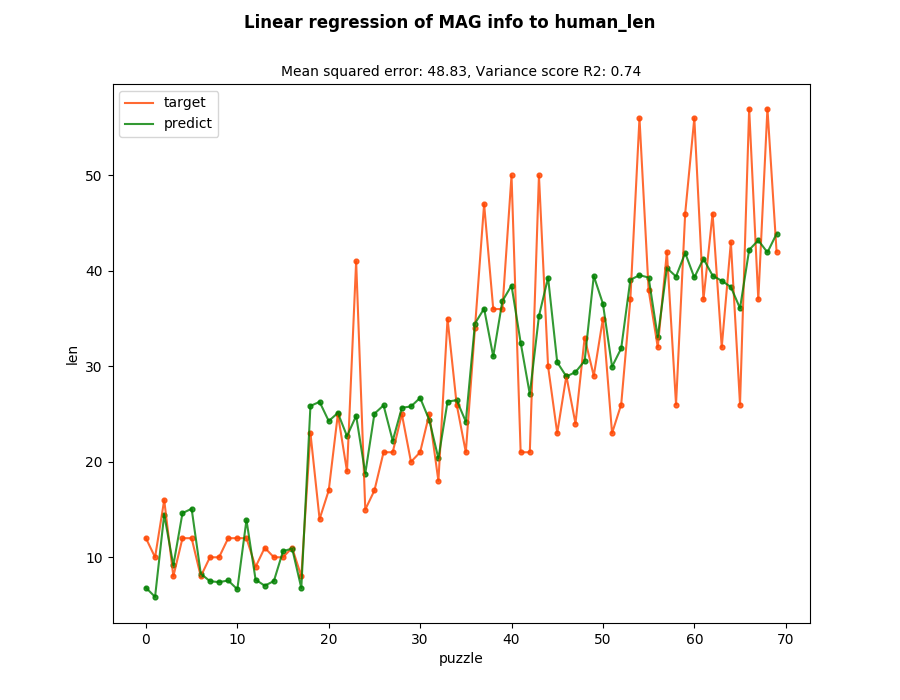 Linear regression of MAG info to human_len
Mean squared error: 48.83, Variance score R2: 0.74
target
predict
50
40
30
20
10
len
0 10 20 30 40 50 60 70
puzzle